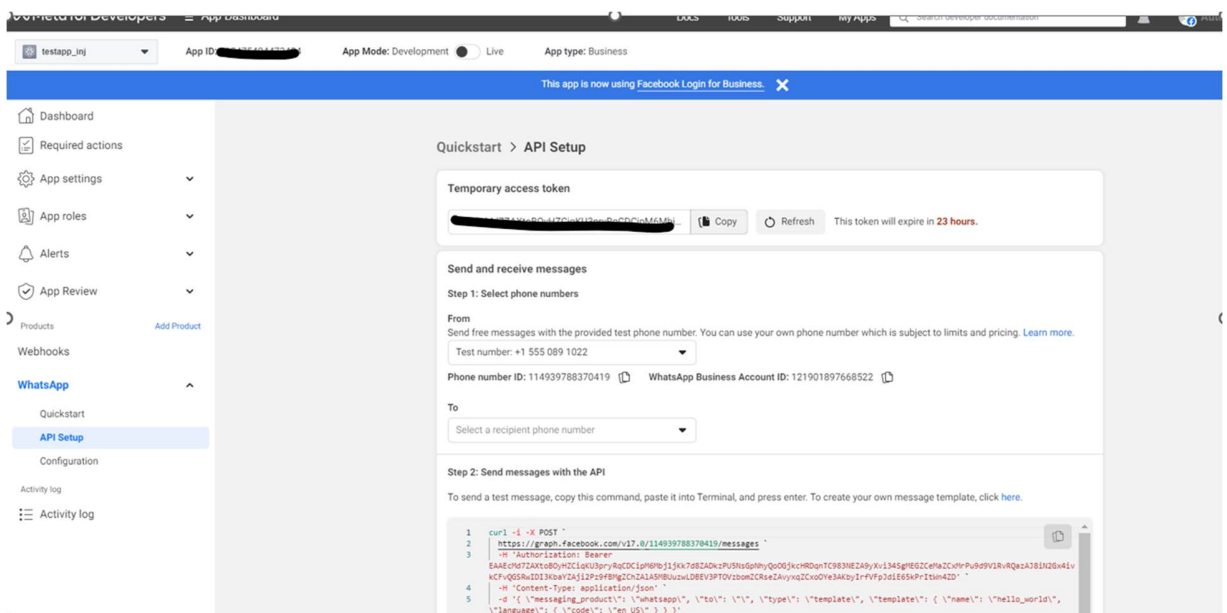 Meta for Developers App Dashboard Docs Tools Support My Apps Search developer documentation
testapp_inj App ID: App Mode: Development Live App type: Business
This app is now using Facebook Login for Business.
Dashboard
Required actions
App settings
App roles
Alerts
App Review
Products Add Product
Webhooks
WhatsApp
Quickstart
API Setup
Configuration
Activity log
Activity log
Quickstart > API Setup
Temporary access token
Copy Refresh This token will expire in 23 hours.
Send and receive messages
Step 1: Select phone numbers
From
Send free messages with the provided test phone number. You can use your own phone number which is subject to limits and pricing. Learn more.
Test number: +1 555 089 1022
Phone number ID: 114939788370419 WhatsApp Business Account ID: 121901897668522
To
Select a recipient phone number
Step 2: Send messages with the API
To send a test message, copy this command, paste it into Terminal, and press enter. To create your own message template, click here.
1 curl -i -X POST `
2 https://graph.facebook.com/v17.0/114939788370419/messages `
3 -H 'Authorization: Bearer
4 -H 'Content-Type: application/json' `
5 -d '{ \"messaging_product\": \"whatsapp\", \"to\": \"\", \"type\": \"template\", \"template\": { \"name\": \"hello_world\",
\"language\": { \"code\": \"en_US\" } } }'